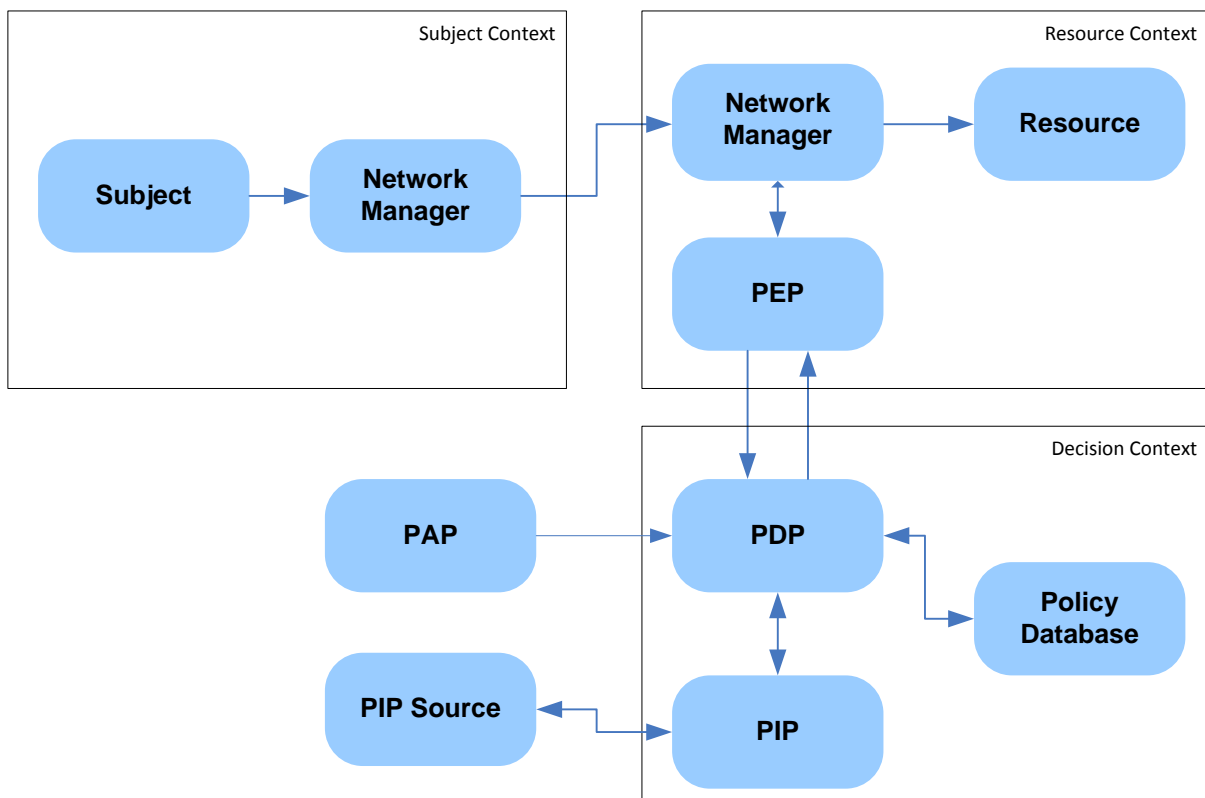 Subject Context
Resource Context
Network
Manager
Resource
Subject
Network
Manager
PEP
Decision Context
PAP
PDP
Policy
Database
PIP Source
PIP